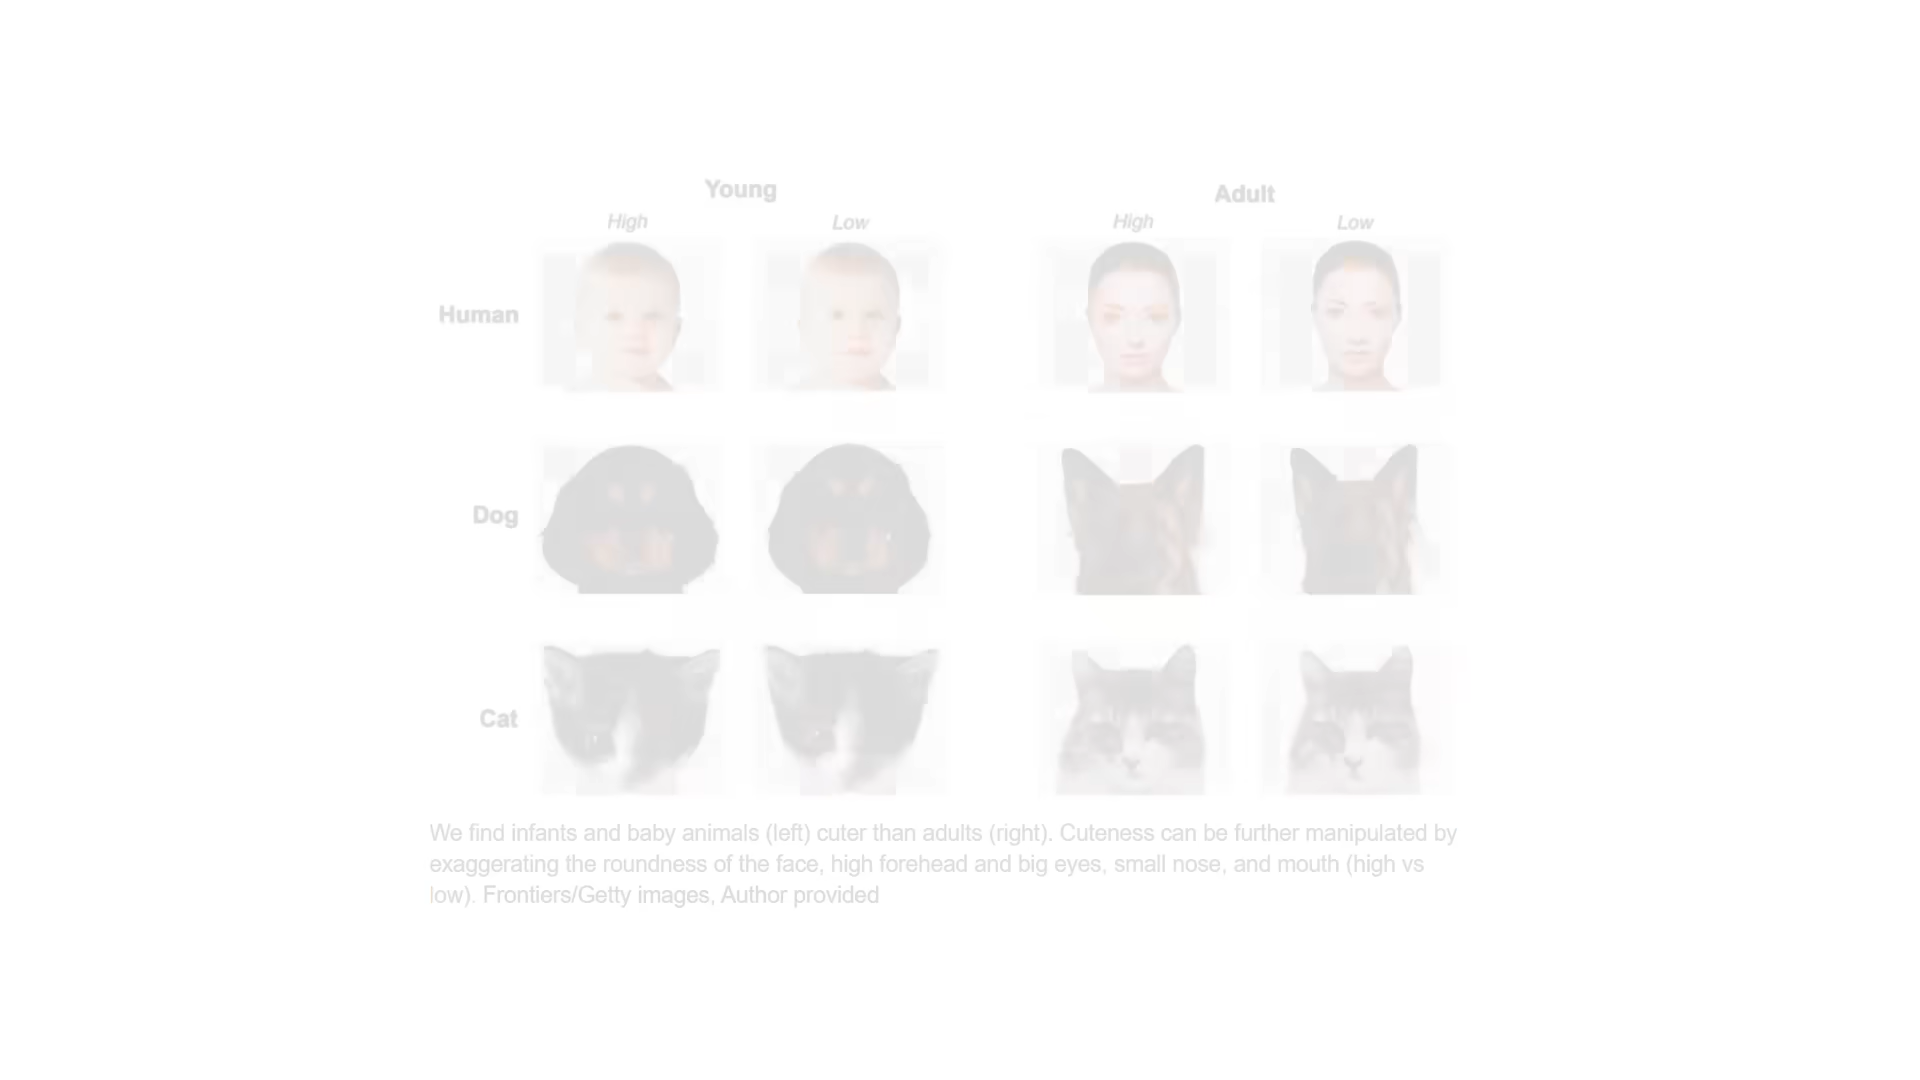 Young
Adult
High
Low
High
Low
Human
Dog
Cat
We find infants and baby animals (left) cuter than adults (right). Cuteness can be further manipulated by
exaggerating the roundness of the face, high forehead and big eyes, small nose, and mouth (high vs
low). Frontiers/Getty images, Author provided